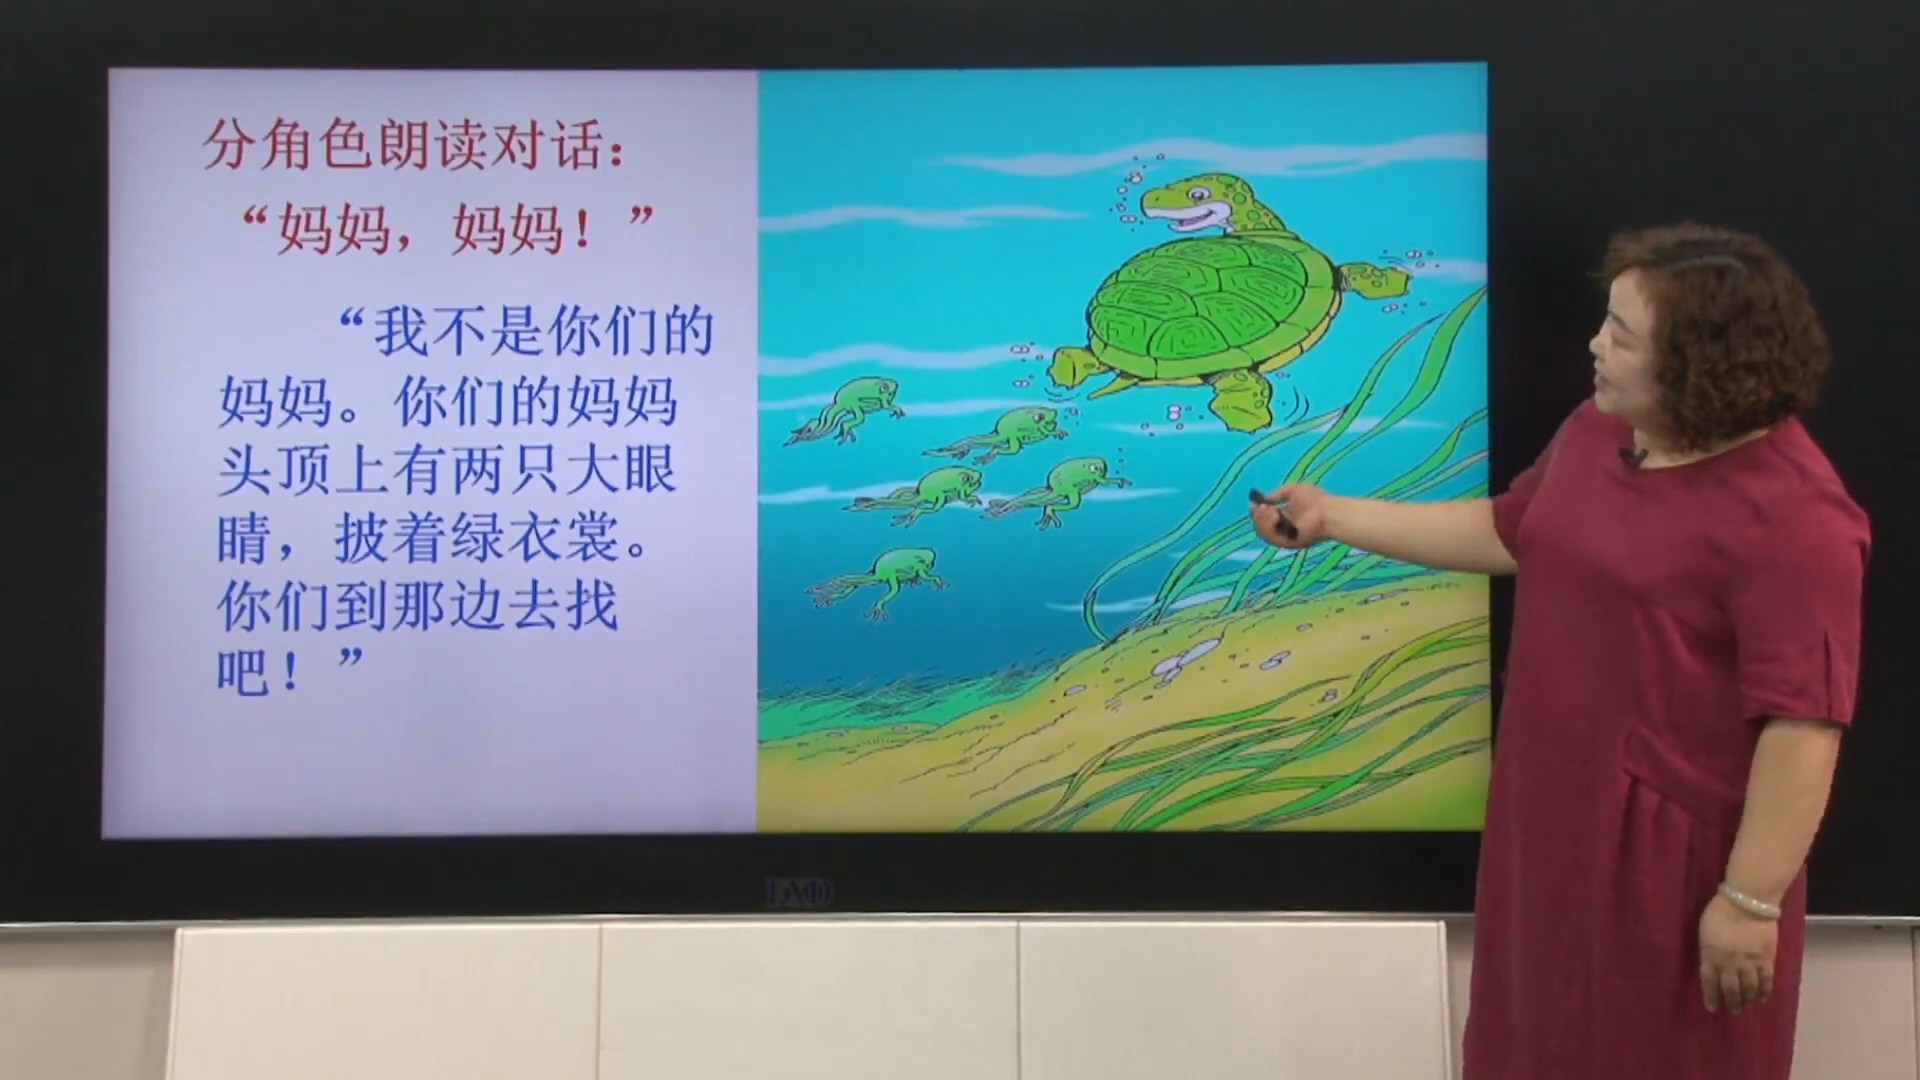 分角色朗读对话：
“妈妈，妈妈！”
“我不是你们的
妈妈。你们的妈妈
头顶上有两只大眼
睛，披着绿衣裳。
你们到那边去找
吧！”